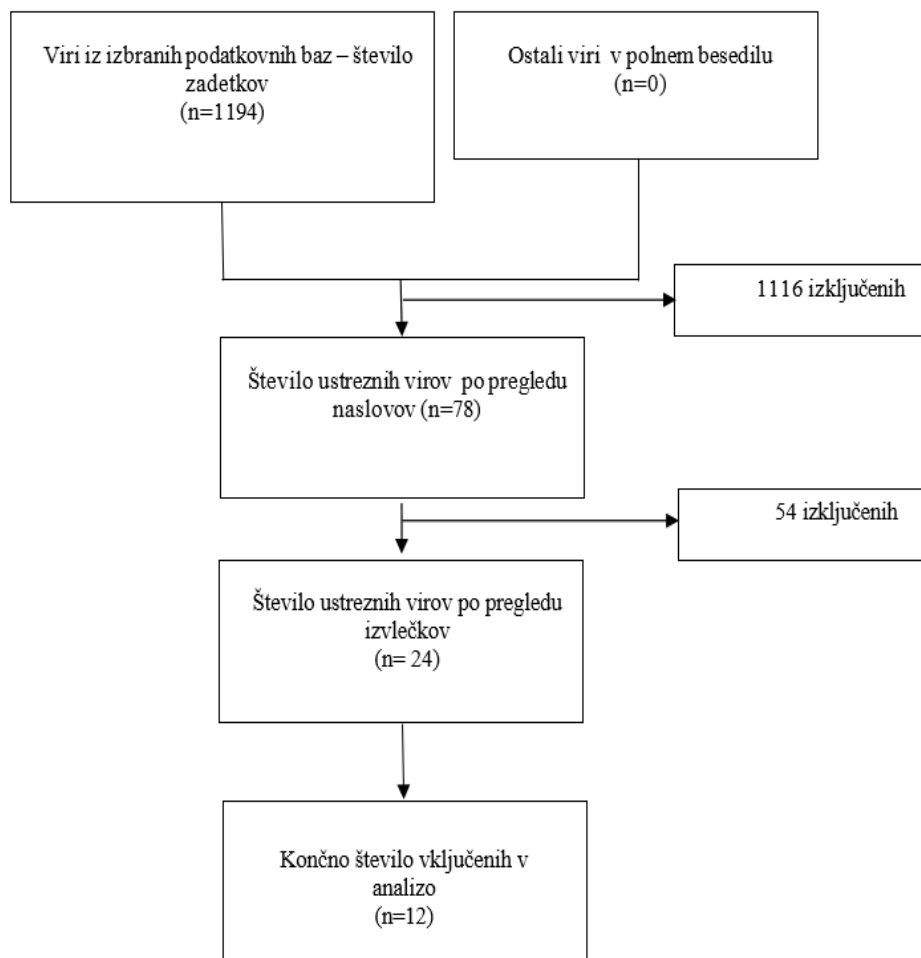 Viri iz izbranih podatkovnih baz – število
zadetkov
(n=1194)
Ostali viri v polnem besedilu
(n=0)
1116 izključenih
Število ustreznih virov po pregledu
naslovov (n=78)
54 izključenih
Število ustreznih virov po pregledu
izvlečkov
(n= 24)
Končno število vključenih v
analizo
(n=12)